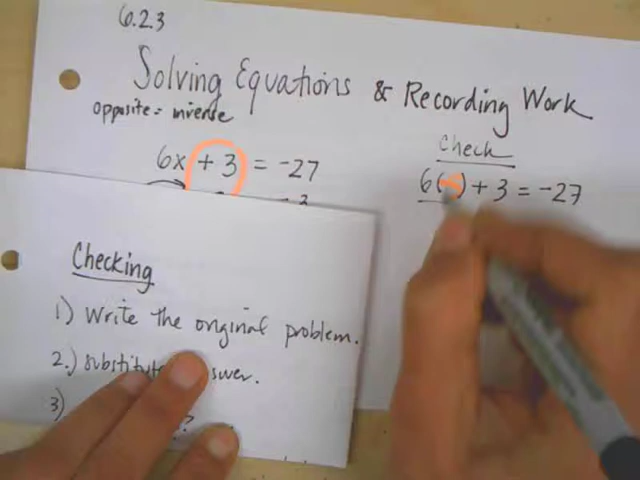 6.2.3
Solving Equations & Recording Work
opposite = inverse
6x + 3 = -27
Check
6( ) + 3 = -27
Checking
1) Write the original problem.
2.) substitute
3) ?